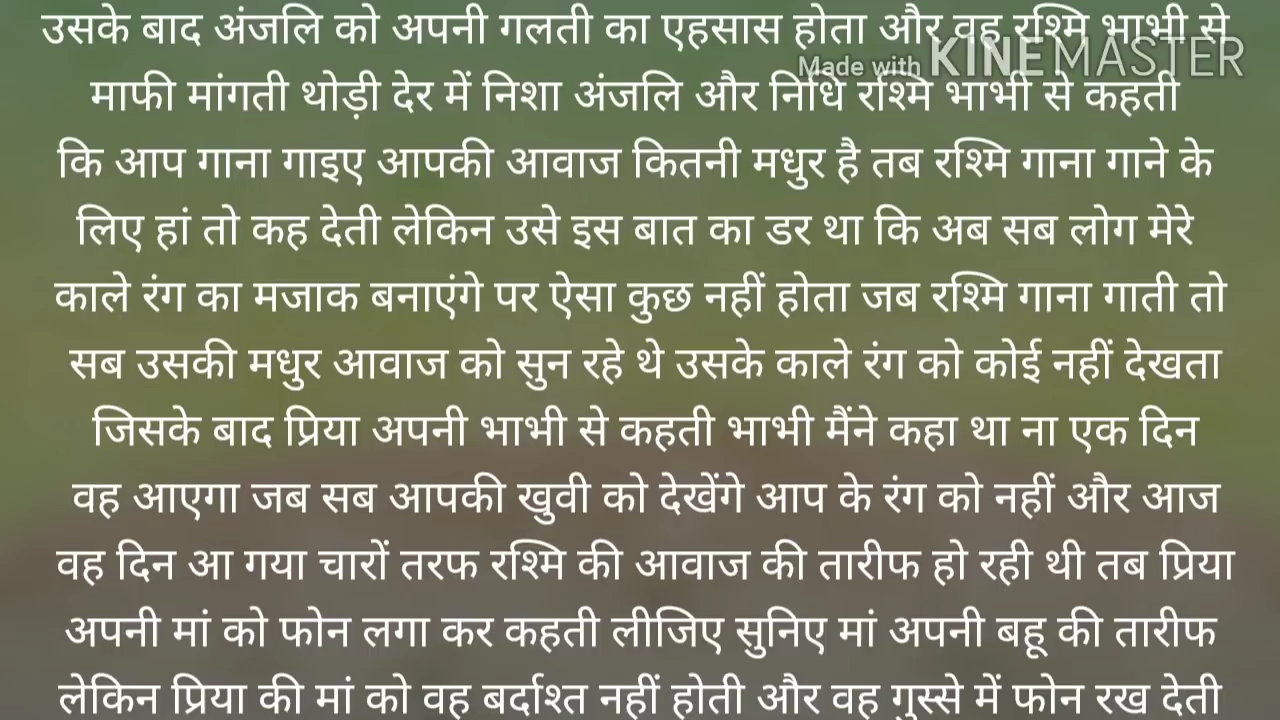 उसके बाद अंजलि को अपनी गलती का एहसास होता और वह रश्मि भाभी से
Made with KINEMASTER
माफी मांगती थोड़ी देर में निशा अंजलि और निधि रश्मि भाभी से कहती
कि आप गाना गाइए आपकी आवाज कितनी मधुर है तब रश्मि गाना गाने के
लिए हां तो कह देती लेकिन उसे इस बात का डर था कि अब सब लोग मेरे
काले रंग का मजाक बनाएंगे पर ऐसा कुछ नहीं होता जब रश्मि गाना गाती तो
सब उसकी मधुर आवाज को सुन रहे थे उसके काले रंग को कोई नहीं देखता
जिसके बाद प्रिया अपनी भाभी से कहती भाभी मैंने कहा था ना एक दिन
वह आएगा जब सब आपकी खुवी को देखेंगे आप के रंग को नहीं और आज
वह दिन आ गया चारों तरफ रश्मि की आवाज की तारीफ हो रही थी तब प्रिया
अपनी मां को फोन लगा कर कहती लीजिए सुनिए मां अपनी बहू की तारीफ
लेकिन प्रिया की मां को वह बर्दाश्त नहीं होती और वह गुस्से में फोन रख देती